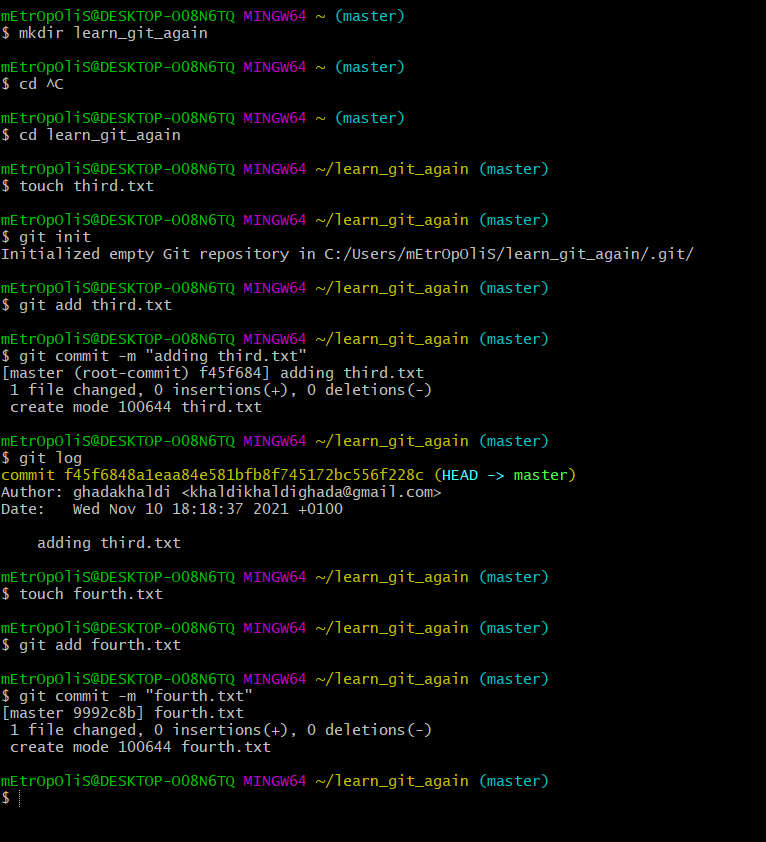 mEtrOpOliS@DESKTOP-OO8N6TQ MINGW64 ~ (master)
$ mkdir learn_git_again
mEtrOpOliS@DESKTOP-OO8N6TQ MINGW64 ~ (master)
$ cd ^C
mEtrOpOliS@DESKTOP-OO8N6TQ MINGW64 ~ (master)
$ cd learn_git_again
mEtrOpOliS@DESKTOP-OO8N6TQ MINGW64 ~/learn_git_again (master)
$ touch third.txt
mEtrOpOliS@DESKTOP-OO8N6TQ MINGW64 ~/learn_git_again (master)
$ git init
Initialized empty Git repository in C:/Users/mEtrOpOliS/learn_git_again/.git/
mEtrOpOliS@DESKTOP-OO8N6TQ MINGW64 ~/learn_git_again (master)
$ git add third.txt
mEtrOpOliS@DESKTOP-OO8N6TQ MINGW64 ~/learn_git_again (master)
$ git commit -m "adding third.txt"
[master (root-commit) f45f684] adding third.txt
 1 file changed, 0 insertions(+), 0 deletions(-)
 create mode 100644 third.txt
mEtrOpOliS@DESKTOP-OO8N6TQ MINGW64 ~/learn_git_again (master)
$ git log
commit f45f6848a1eaa84e581bfb8f745172bc556f228c (HEAD -> master)
Author: ghadakhaldi <khaldikhaldighada@gmail.com>
Date:   Wed Nov 10 18:18:37 2021 +0100
    adding third.txt
mEtrOpOliS@DESKTOP-OO8N6TQ MINGW64 ~/learn_git_again (master)
$ touch fourth.txt
mEtrOpOliS@DESKTOP-OO8N6TQ MINGW64 ~/learn_git_again (master)
$ git add fourth.txt
mEtrOpOliS@DESKTOP-OO8N6TQ MINGW64 ~/learn_git_again (master)
$ git commit -m "fourth.txt"
[master 9992c8b] fourth.txt
 1 file changed, 0 insertions(+), 0 deletions(-)
 create mode 100644 fourth.txt
mEtrOpOliS@DESKTOP-OO8N6TQ MINGW64 ~/learn_git_again (master)
$